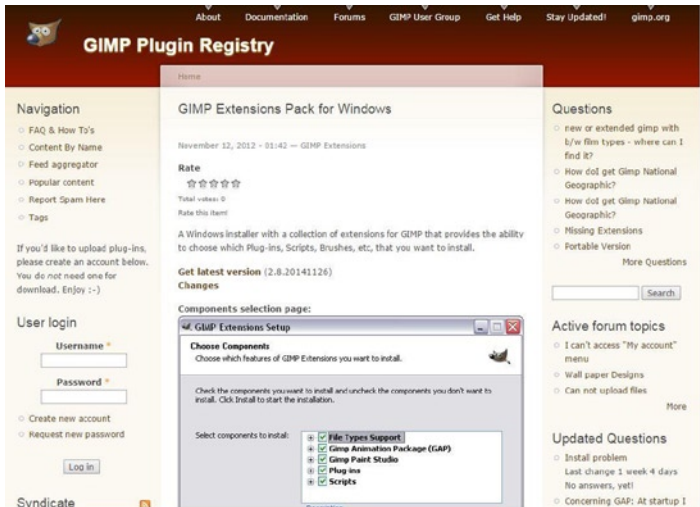 About Documentation Forums GIMP User Group Get Help Stay Updated! gimp.org
GIMP Plugin Registry
Home
Navigation
FAQ & How To's
Content By Name
Feed aggregator
Popular content
Report Spam Here
Tags
If you'd like to upload plug-ins,
please create an account below.
You do not need one for
download. Enjoy :-)
User login
Username *
Password *
Create new account
Request new password
Log in
Syndicate
GIMP Extensions Pack for Windows
November 12, 2012 - 01:42 — GIMP Extensions
Rate
Total votes: 0
Rate this item!
A Windows installer with a collection of extensions for GIMP that provides the ability
to choose which Plug-ins, Scripts, Brushes, etc, that you want to install.
Get latest version (2.8.20141126)
Changes
Components selection page:
GIMP Extensions Setup
Choose Components
Choose which features of GIMP Extensions you want to install.
Check the components you want to install and uncheck the components you don't want to
install. Click Install to start the installation.
Select components to install:
File Types Support
Gimp Animation Package (GAP)
Gimp Paint Studio
Plug-ins
Scripts
Questions
new or extended gimp with
b/w film types - where can I
find it?
How doI get Gimp National
Geographic?
How doI get Gimp National
Geographic?
Missing Extensions
Portable Version
More Questions
Search
Active forum topics
I can't access "My account"
menu
Wall paper Designs
Can not upload files
More
Updated Questions
Install problem
Last change 1 week 4 days
No answers, yet!
Concerning GAP: At startup I